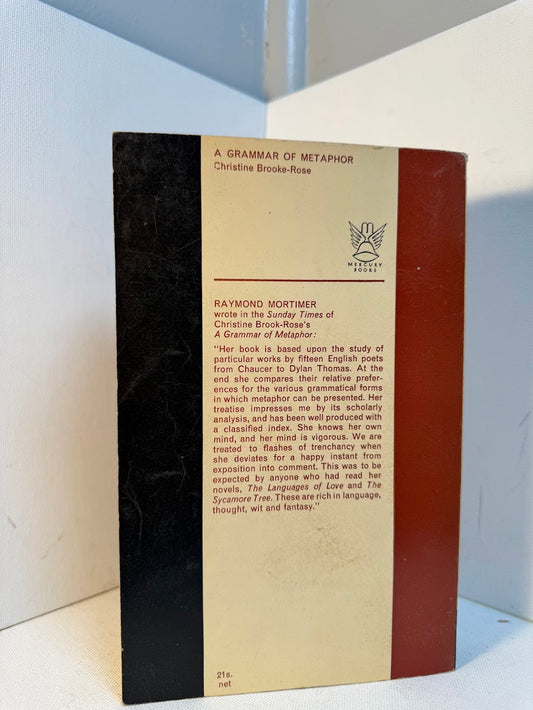 A GRAMMAR OF METAPHOR
Christine Brooke-Rose
MERCURY
BOOKS
RAYMOND MORTIMER
wrote in the Sunday Times of
Christine Brook-Rose's
A Grammar of Metaphor:
"Her book is based upon the study of
particular works by fifteen English poets
from Chaucer to Dylan Thomas. At the
end she compares their relative prefer-
ences for the various grammatical forms
in which metaphor can be presented. Her
treatise impresses me by its scholarly
analysis, and has been well produced with
a classified index. She knows her own
mind, and her mind is vigorous. We are
treated to flashes of trenchancy when
she deviates for a happy instant from
exposition into comment. This was to be
expected by anyone who had read her
novels, The Languages of Love and The
Sycamore Tree. These are rich in language,
thought, wit and fantasy."
21s.
net